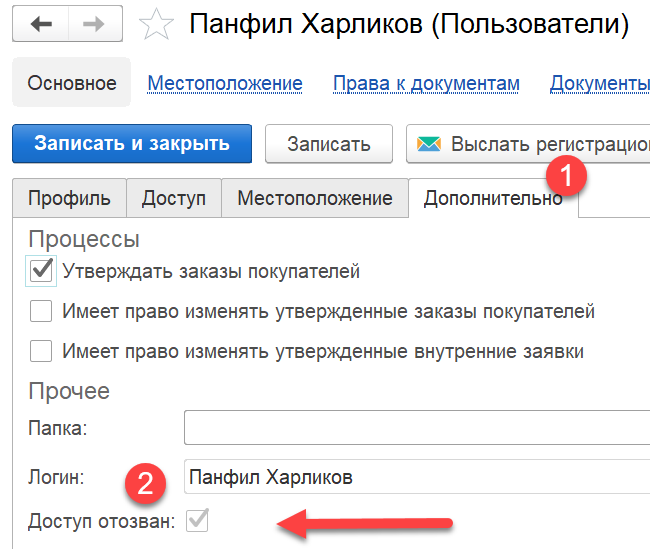 Панфил Харликов (Пользователи)
Основное Местоположение Права к документам Документы
Записать и закрыть Записать Выслать регистрацион
1
Профиль Доступ Местоположение Дополнительно
Процессы
Утверждать заказы покупателей
Имеет право изменять утвержденные заказы покупателей
Имеет право изменять утвержденные внутренние заявки
Прочее
Папка:
Логин: 2 Панфил Харликов
Доступ отозван: